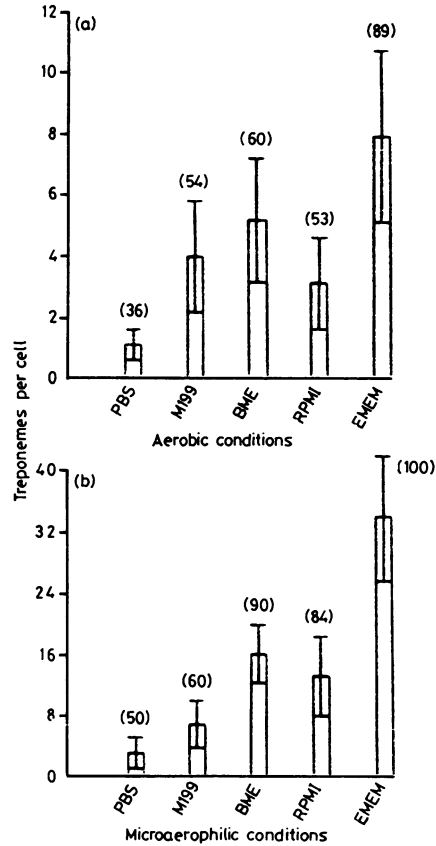 Treponemes per cell
(a)
12
10
8
6
4
2
0
(36)
(54)
(60)
(53)
(89)
PBS
M199
BME
RPMI
EMEM
Aerobic conditions
(b)
40
32
24
16
8
0
(50)
(60)
(90)
(84)
(100)
PBS
M199
BME
RPMI
EMEM
Microaerophilic conditions